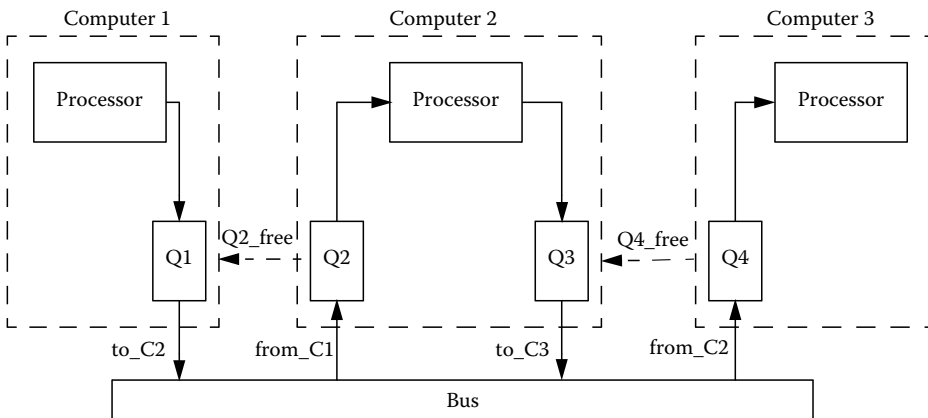 Computer 1
Computer 2
Computer 3
Processor
Processor
Processor
Q2_free
Q4_free
Q1
Q2
Q3
Q4
to_C2
from_C1
to_C3
from_C2
Bus